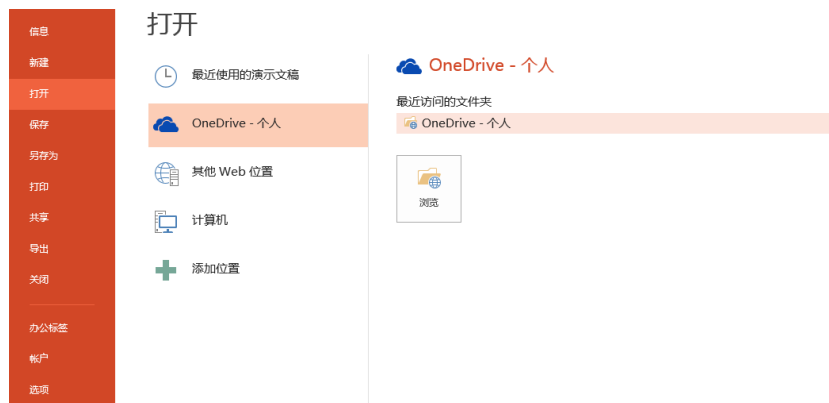 信息
新建
打开
保存
另存为
打印
共享
导出
关闭
办公标签
帐户
选项
打开
最近使用的演示文稿
OneDrive - 个人
其他 Web 位置
计算机
添加位置
OneDrive - 个人
最近访问的文件夹
OneDrive - 个人
浏览